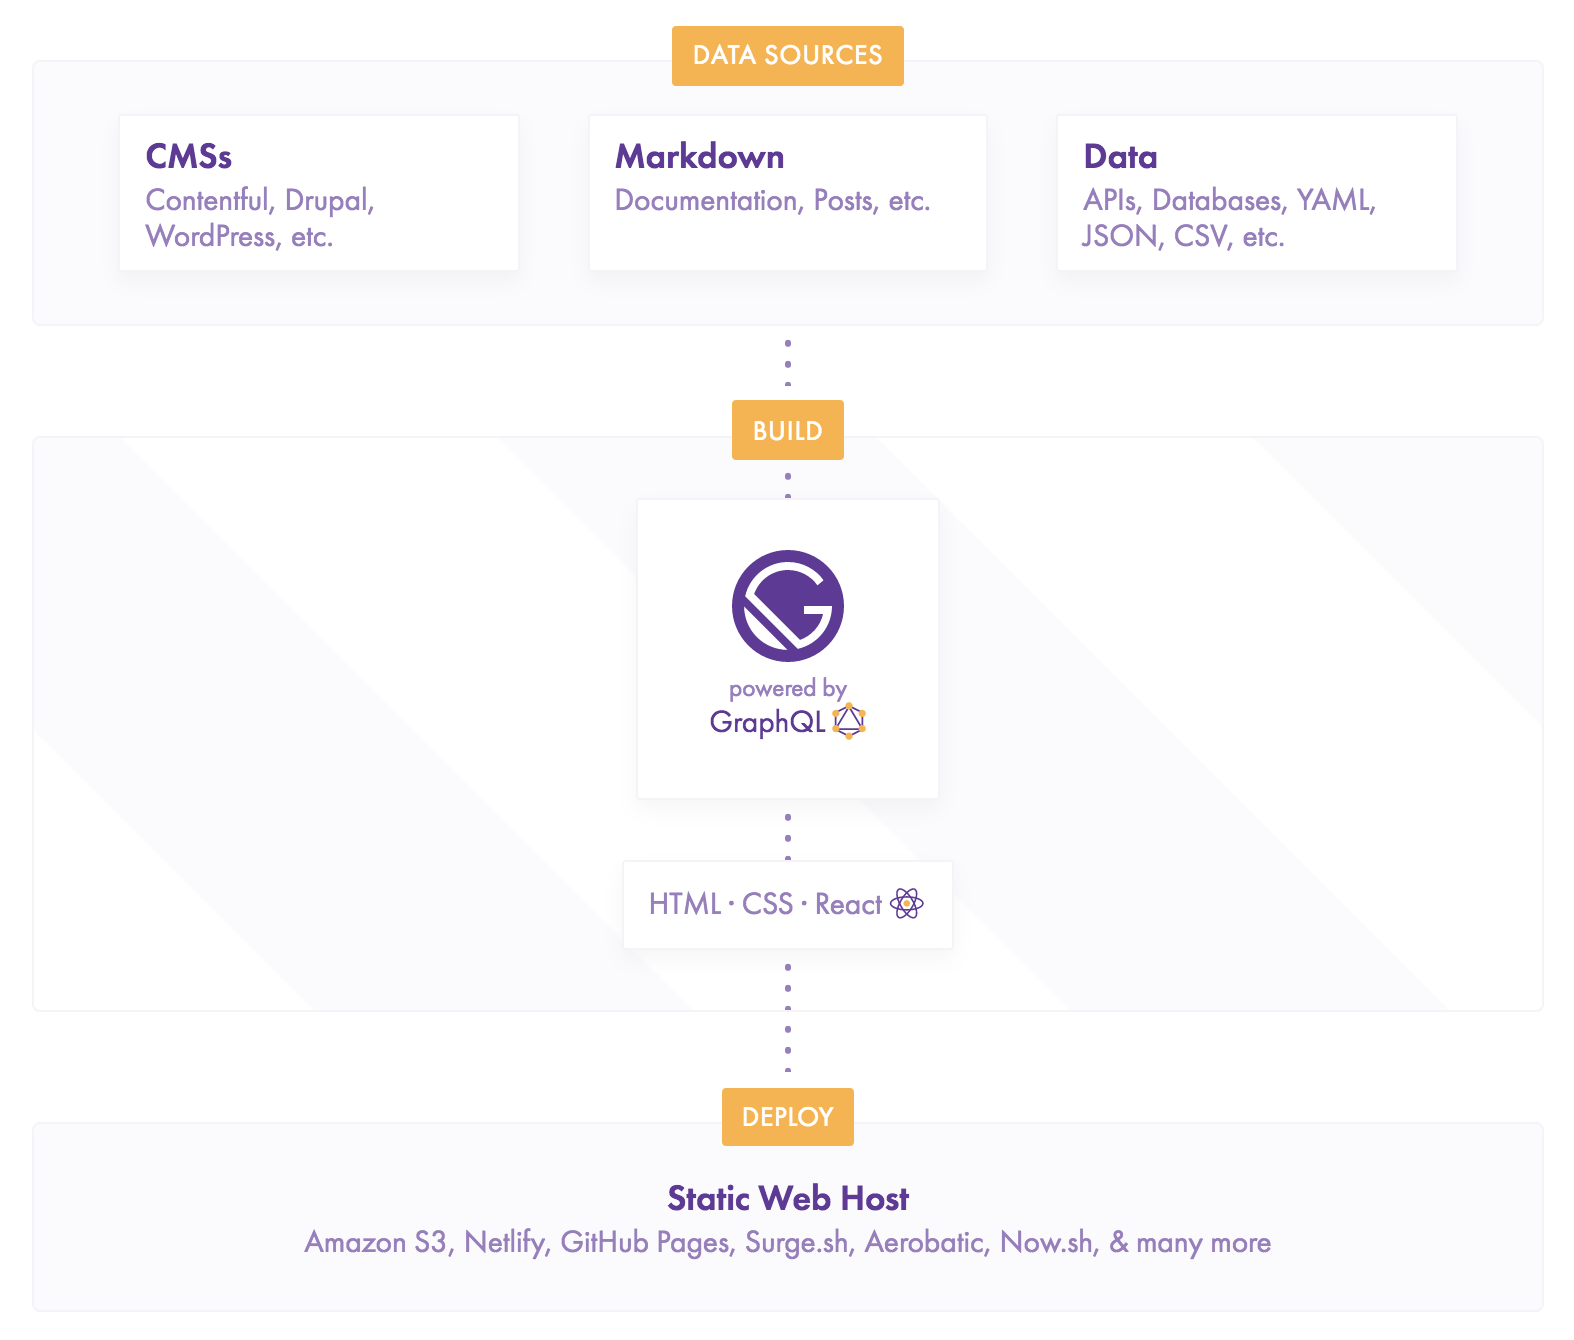 DATA SOURCES
CMSs
Contentful, Drupal,
WordPress, etc.
Markdown
Documentation, Posts, etc.
Data
APIs, Databases, YAML,
JSON, CSV, etc.
BUILD
powered by
GraphQL
HTML · CSS · React
DEPLOY
Static Web Host
Amazon S3, Netlify, GitHub Pages, Surge.sh, Aerobatic, Now.sh, & many more